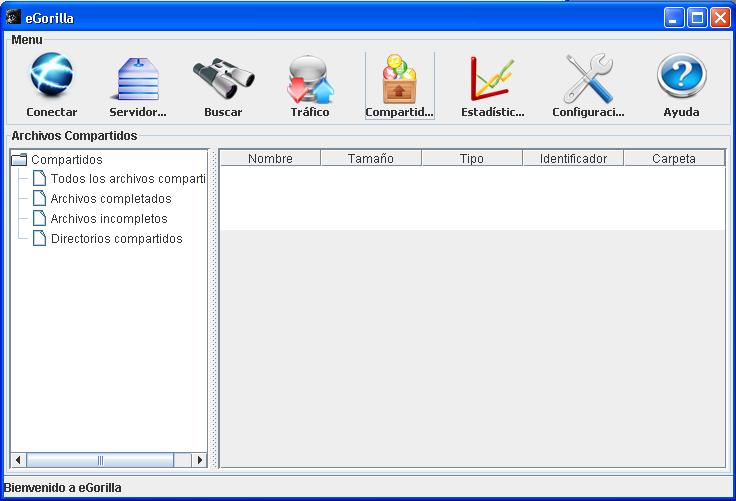 eGorilla
Menu
Conectar Servidor... Buscar Tráfico Compartid... Estadístic... Configuraci... Ayuda
Archivos Compartidos
Compartidos
Todos los archivos comparti
Archivos completados
Archivos incompletos
Directorios compartidos
Nombre Tamaño Tipo Identificador Carpeta
Bienvenido a eGorilla